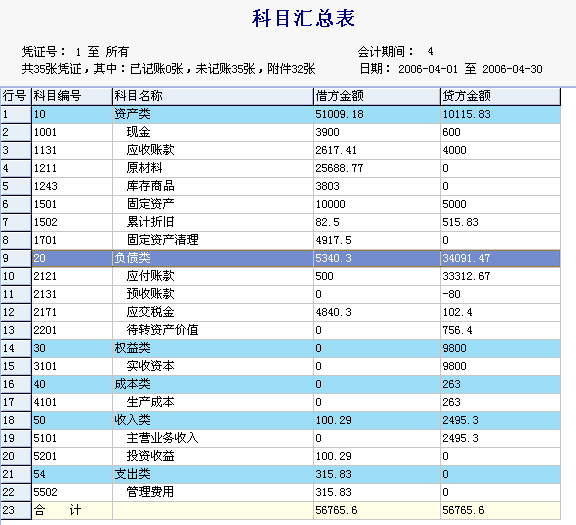 科目汇总表
凭证号: 1 至 所有 会计期间: 4
共35张凭证,其中:已记账0张,未记账35张,附件32张 日期: 2006-04-01 至 2006-04-30
行号 科目编号 科目名称 借方金额 贷方金额
1 10 资产类 51009.18 10115.83
2 1001 现金 3900 600
3 1131 应收账款 2617.41 4000
4 1211 原材料 25688.77 0
5 1243 库存商品 3803 0
6 1501 固定资产 10000 5000
7 1502 累计折旧 82.5 515.83
8 1701 固定资产清理 4917.5 0
9 20 负债类 5340.3 34091.47
10 2121 应付账款 500 33312.67
11 2131 预收账款 0 -80
12 2171 应交税金 4840.3 102.4
13 2201 待转资产价值 0 756.4
14 30 权益类 0 9800
15 3101 实收资本 0 9800
16 40 成本类 0 263
17 4101 生产成本 0 263
18 50 收入类 100.29 2495.3
19 5101 主营业务收入 0 2495.3
20 5201 投资收益 100.29 0
21 54 支出类 315.83 0
22 5502 管理费用 315.83 0
23 合 计 56765.6 56765.6